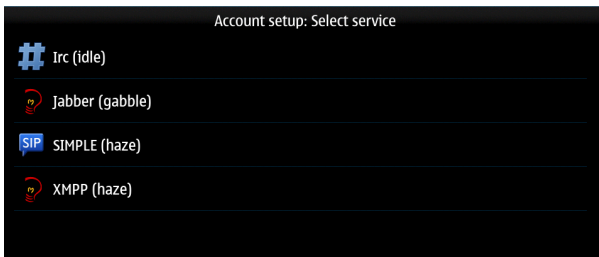 Account setup: Select service
Irc (idle)
Jabber (gabble)
SIP SIMPLE (haze)
XMPP (haze)